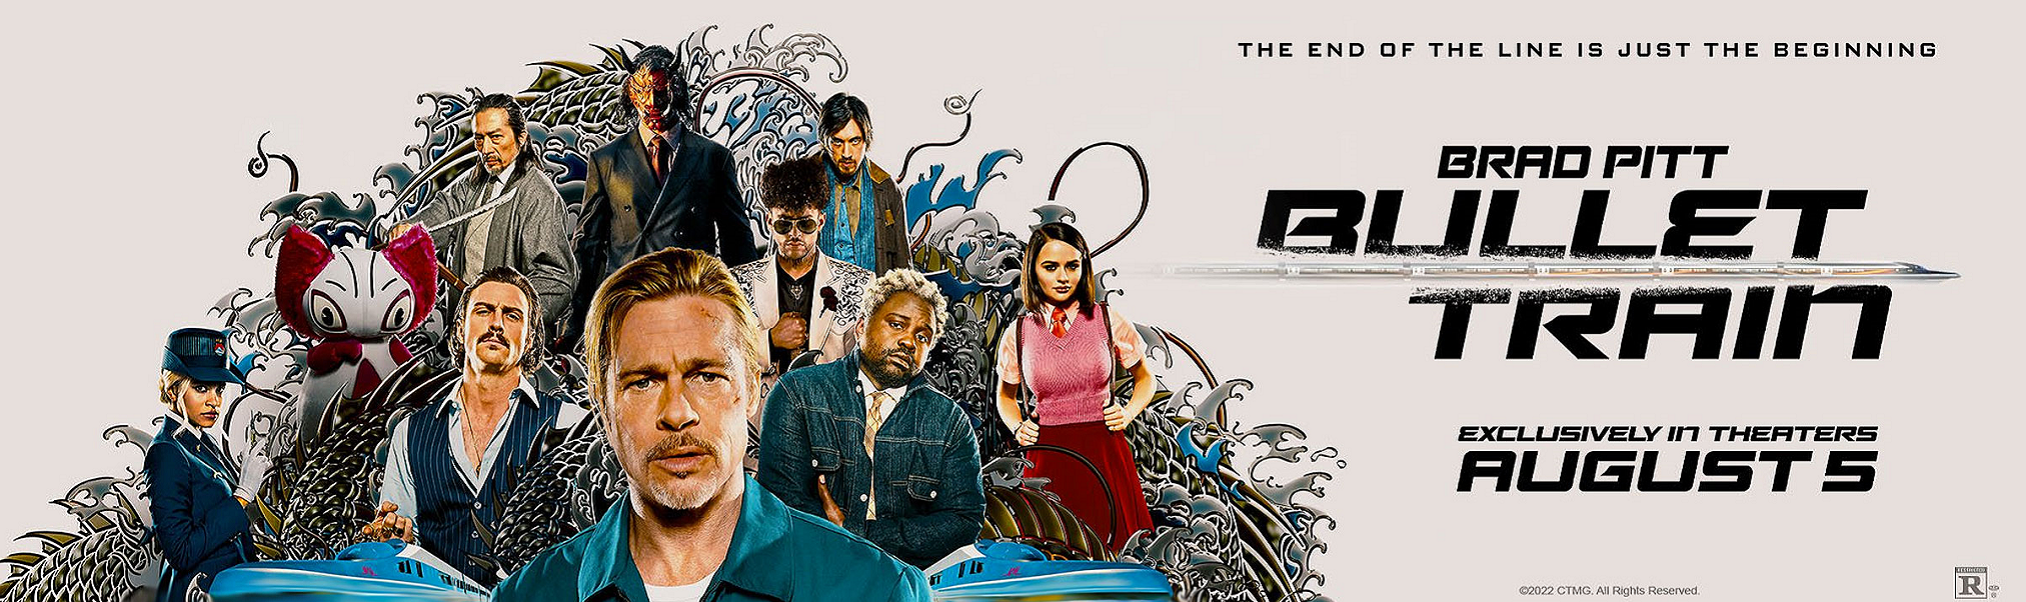 THE END OF THE LINE IS JUST THE BEGINNING
BRAD PITT
BULLET
TRAIN
EXCLUSIVELY IN THEATERS
AUGUST 5
©2022 CTMG. All Rights Reserved.
RESTRICTED
R